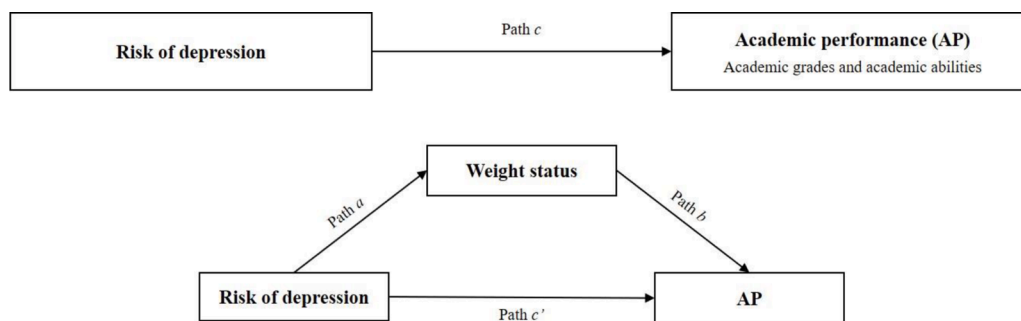 Path c
Risk of depression
Academic performance (AP)
Academic grades and academic abilities
Weight status
Path a
Path b
Risk of depression
AP
Path c'